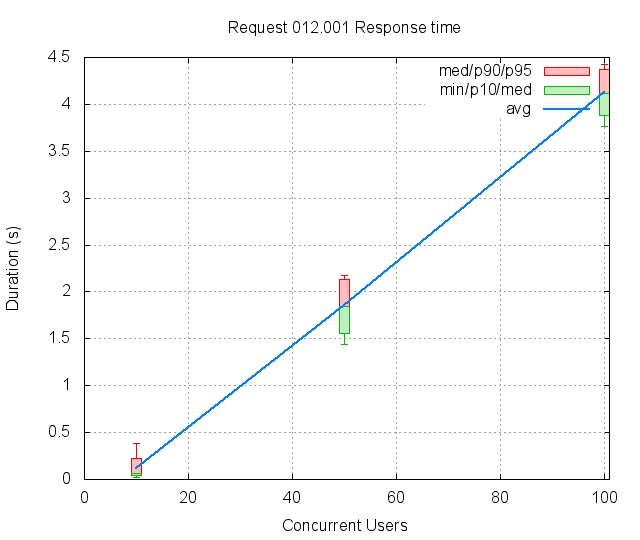 Request 012.001 Response time
med/p90/p95
min/p10/med
avg
4.5
4
3.5
3
2.5
2
1.5
1
0.5
0
Duration (s)
0 20 40 60 80 100
Concurrent Users